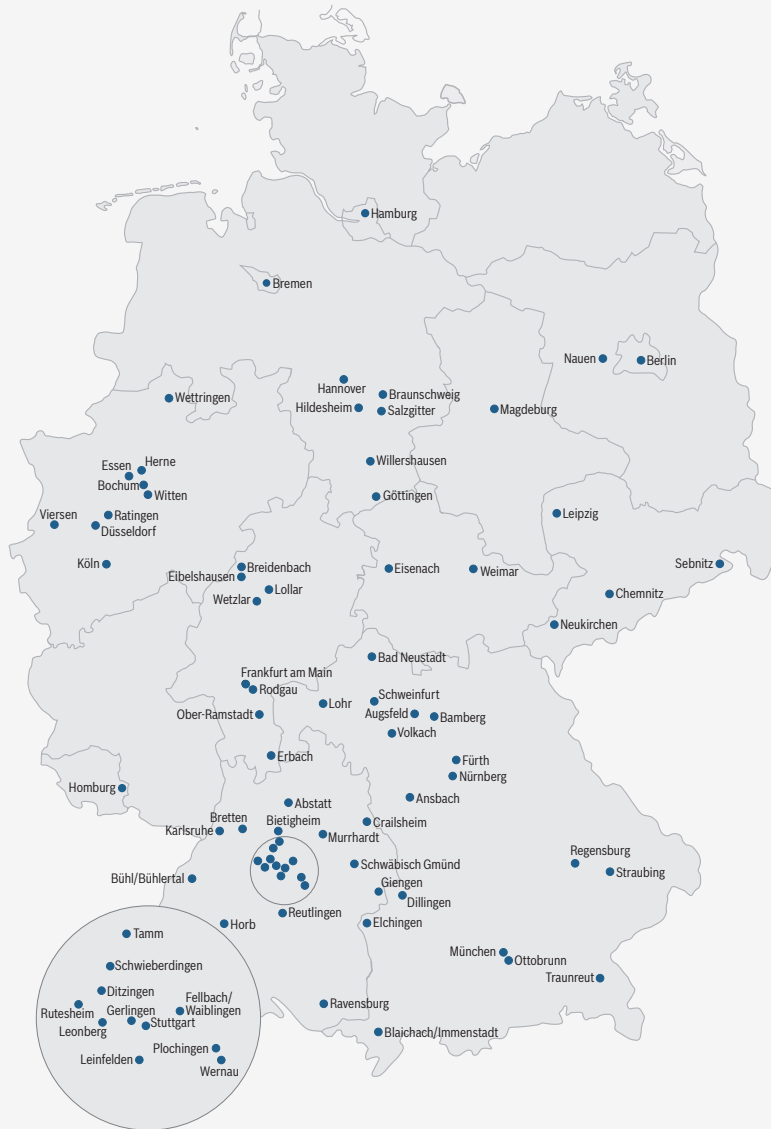 Hamburg
Bremen
Nauen
Berlin
Hannover
Braunschweig
Wettringen
Hildesheim
Salzgitter
Magdeburg
Willershausen
Herne
Essen
Bochum
Witten
Göttingen
Viersen
Ratingen
Düsseldorf
Leipzig
Köln
Breidenbach
Eibelshausen
Eisenach
Weimar
Sebnitz
Lollar
Wetzlar
Chemnitz
Neukirchen
Bad Neustadt
Frankfurt am Main
Rodgau
Schweinfurt
Lohr
Ober-Ramstadt
Augsfeld
Bamberg
Volkach
Erbach
Fürth
Nürnberg
Homburg
Ansbach
Abstatt
Bretten
Bietigheim
Crailsheim
Karlsruhe
Murrhardt
Regensburg
Schwäbisch Gmünd
Straubing
Bühl/Bühlertal
Giengen
Dillingen
Reutlingen
Horb
Elchingen
Tamm
München
Ottobrunn
Schwieberdingen
Traunreut
Ditzingen
Fellbach/
Waiblingen
Rutesheim
Gerlingen
Leonberg
Stuttgart
Ravensburg
Blaichach/Immenstadt
Plochingen
Leinfelden
Wernau